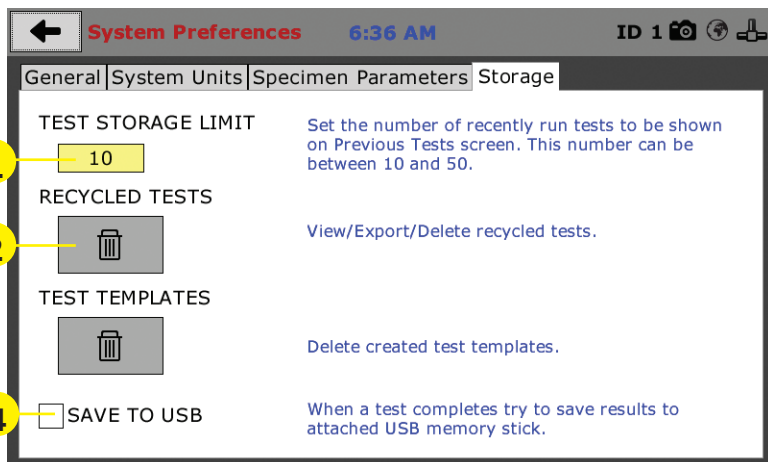 System Preferences 6:36 AM ID 1
General System Units Specimen Parameters Storage
TEST STORAGE LIMIT
10
Set the number of recently run tests to be shown
on Previous Tests screen. This number can be
between 10 and 50.
RECYCLED TESTS
View/Export/Delete recycled tests.
TEST TEMPLATES
Delete created test templates.
SAVE TO USB
When a test completes try to save results to
attached USB memory stick.